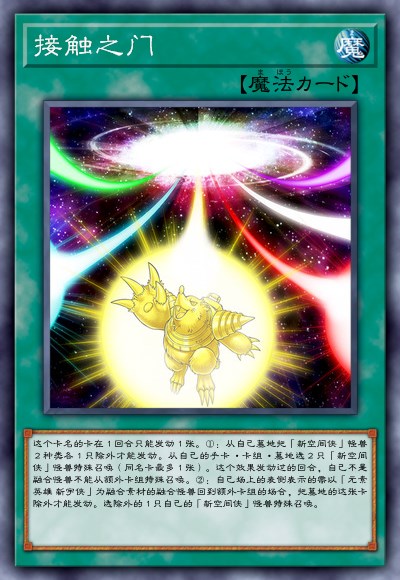 接触之门
魔
【魔法カード】
这个卡名的卡在1回合只能发动1张。①：从自己墓地把「新空间侠」怪兽
2种类各1只除外才能发动。从自己的手卡·卡组·墓地选2只「新空间
侠」怪兽特殊召唤（同名卡最多1张）。这个效果发动过的回合，自己不是
融合怪兽不能从额外卡组特殊召唤。②：自己场上的表侧表示的需以「元素
英雄 新宇侠」为融合素材的融合怪兽回到额外卡组的场合，把墓地的这张卡
除外才能发动。选除外的1只自己的「新空间侠」怪兽特殊召唤。